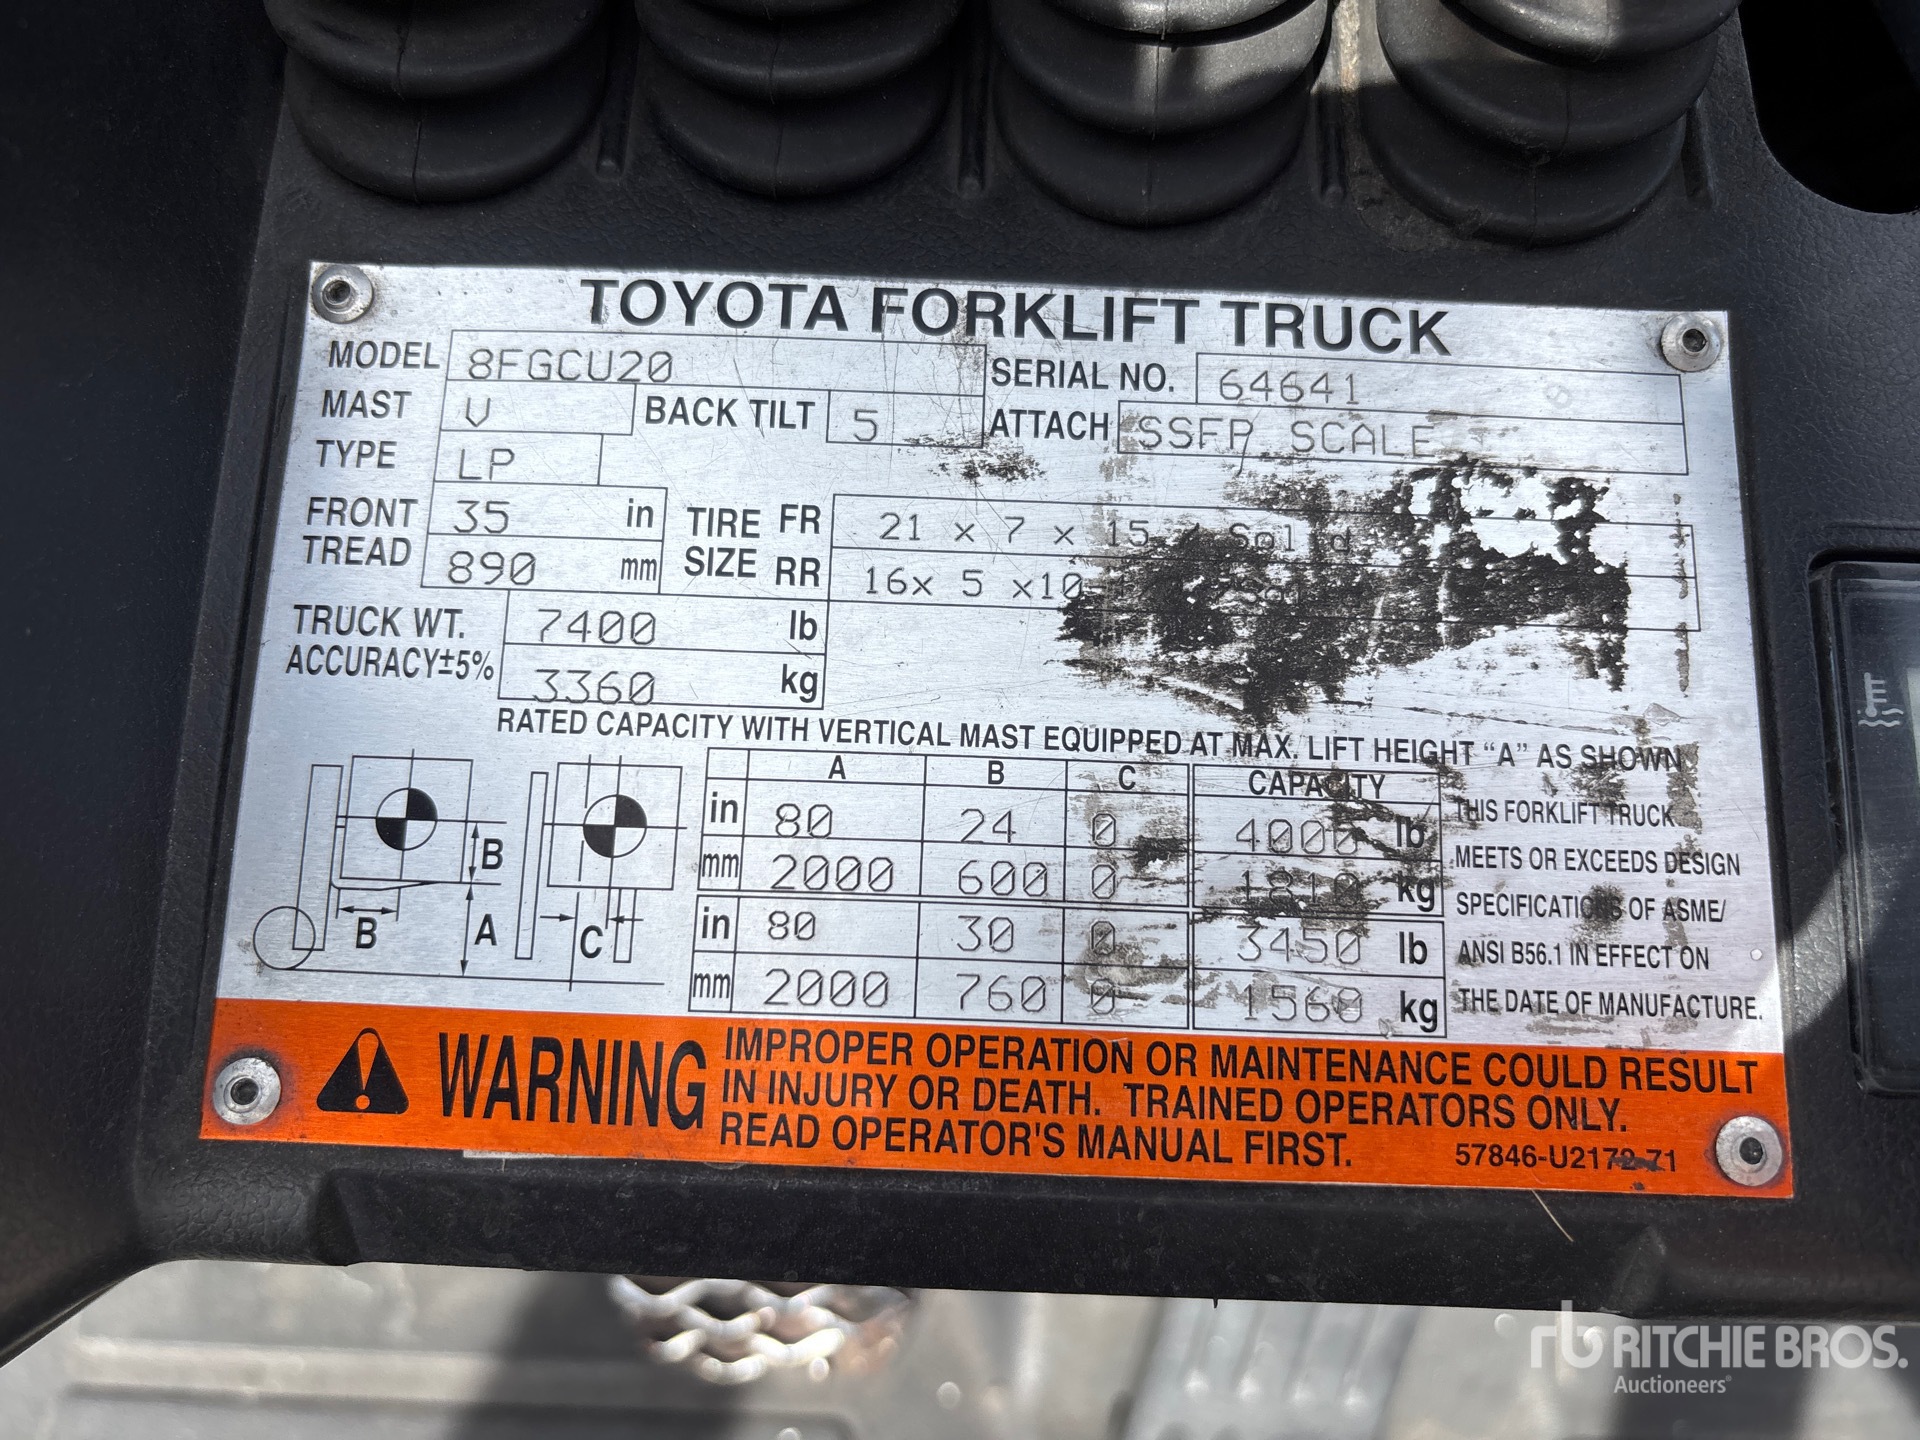 TOYOTA FORKLIFT TRUCK
MODEL 8FGCU20 SERIAL NO. 64641
MAST V BACK TILT 5 ATTACH SSFP SCALE
TYPE LP
FRONT TREAD 35 in
890 mm
TIRE SIZE FR 21 x 7 x 15 / Solid
RR 16x 5 x10
TRUCK WT. 7400 lb
ACCURACY±5% 3360 kg
RATED CAPACITY WITH VERTICAL MAST EQUIPPED AT MAX. LIFT HEIGHT “A” AS SHOWN
A B C CAPACITY
in 80 24 0 4000 lb
mm 2000 600 0 1810 kg
in 80 30 0 3450 lb
mm 2000 760 0 1560 kg
B
B A C
THIS FORKLIFT TRUCK
MEETS OR EXCEEDS DESIGN
SPECIFICATIONS OF ASME/
ANSI B56.1 IN EFFECT ON
THE DATE OF MANUFACTURE.
WARNING
IMPROPER OPERATION OR MAINTENANCE COULD RESULT
IN INJURY OR DEATH. TRAINED OPERATORS ONLY.
READ OPERATOR'S MANUAL FIRST.
57846-U2172-71
rb RITCHIE BROS.
Auctioneers